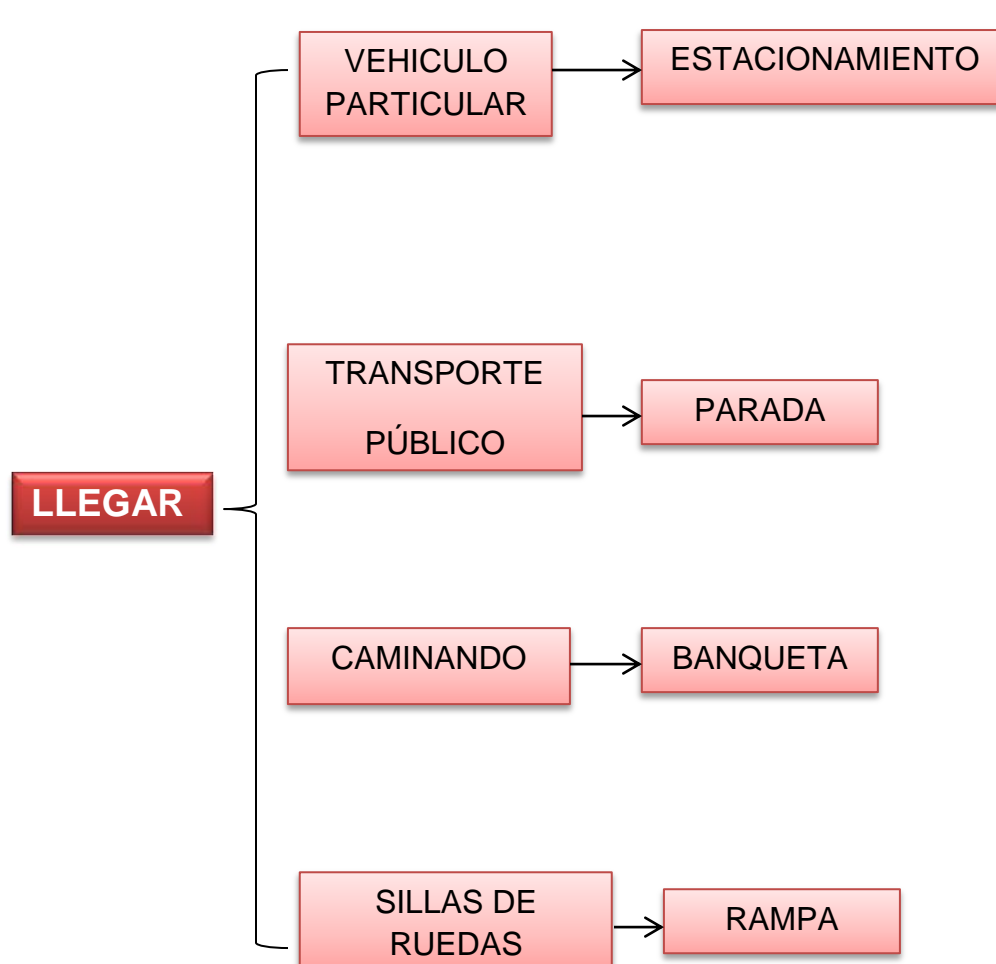 VEHICULO
PARTICULAR
ESTACIONAMIENTO
TRANSPORTE
PÚBLICO
PARADA
LLEGAR
CAMINANDO
BANQUETA
SILLAS DE
RUEDAS
RAMPA